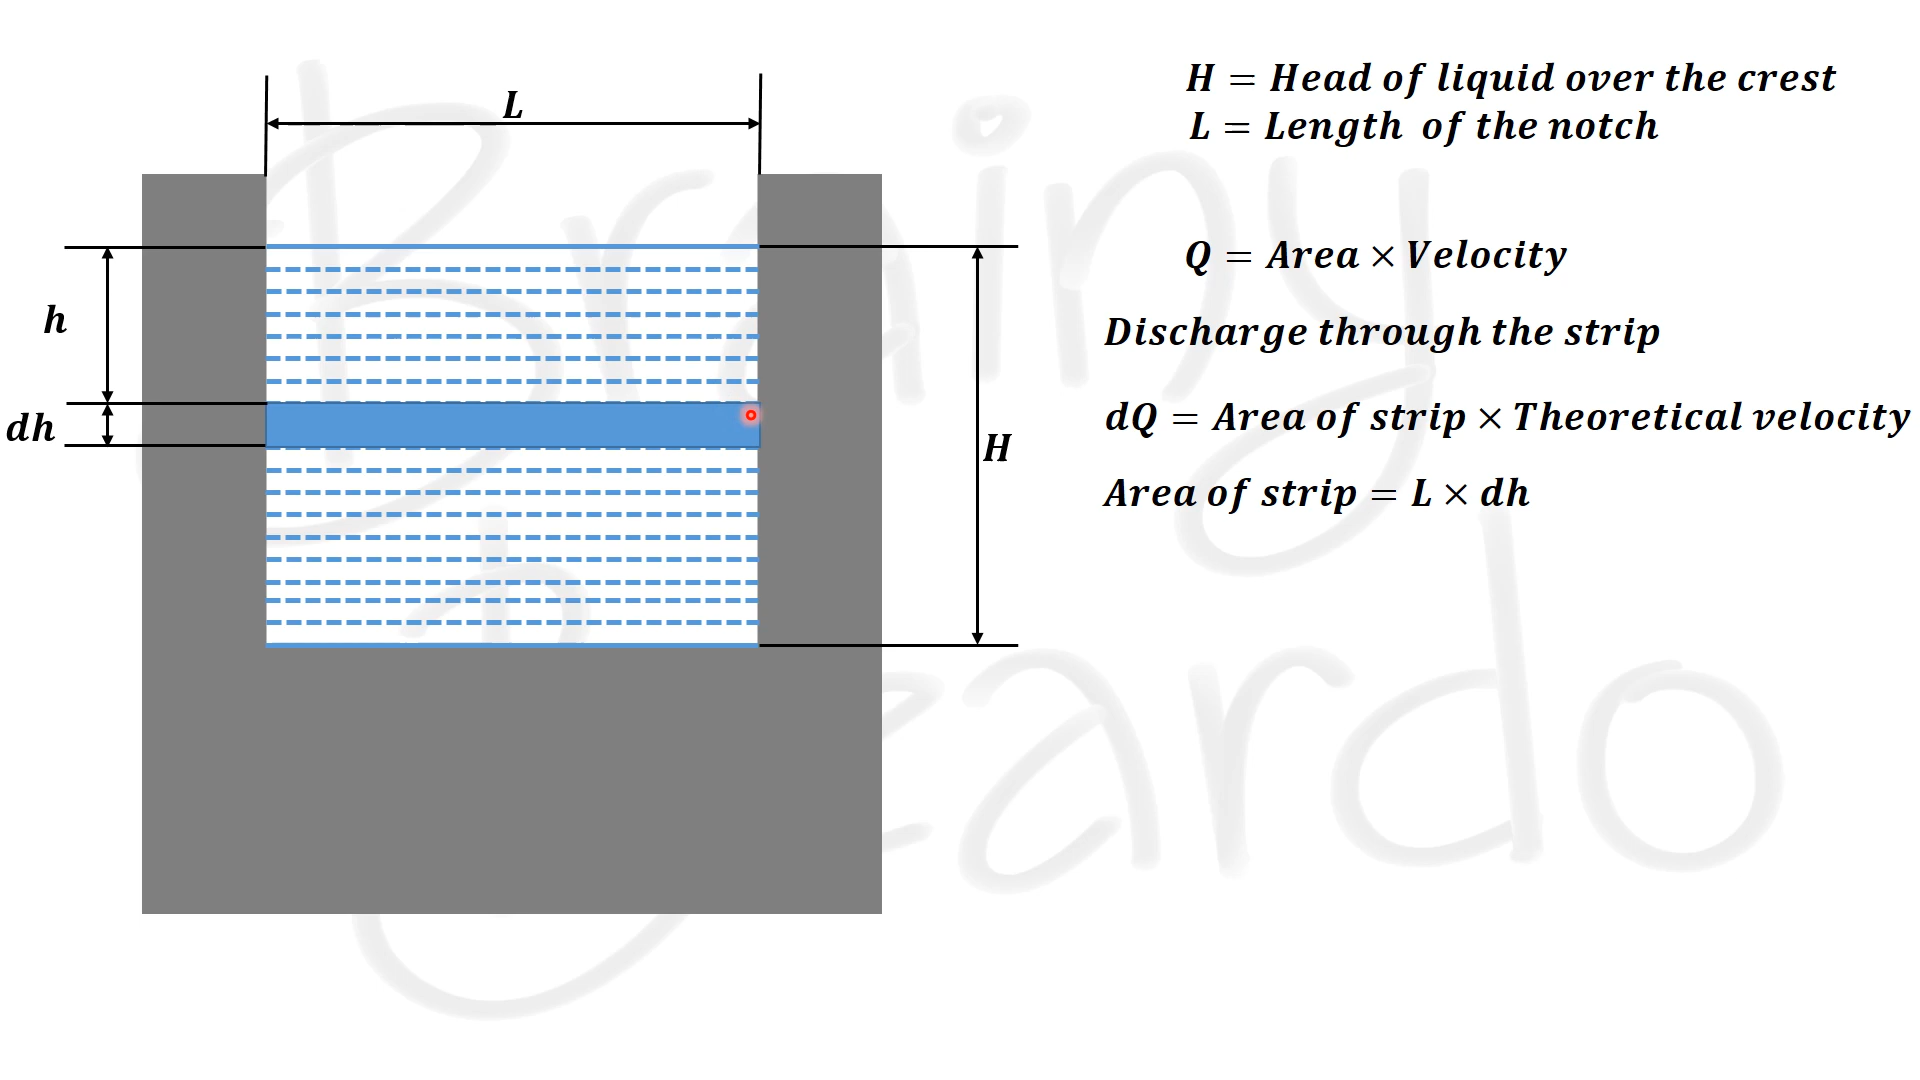 H = Head of liquid over the crest
L = Length of the notch
L
Q = Area × Velocity
h
Discharge through the strip
dh
dQ = Area of strip × Theoretical velocity
H
Area of strip = L × dh
Brainy